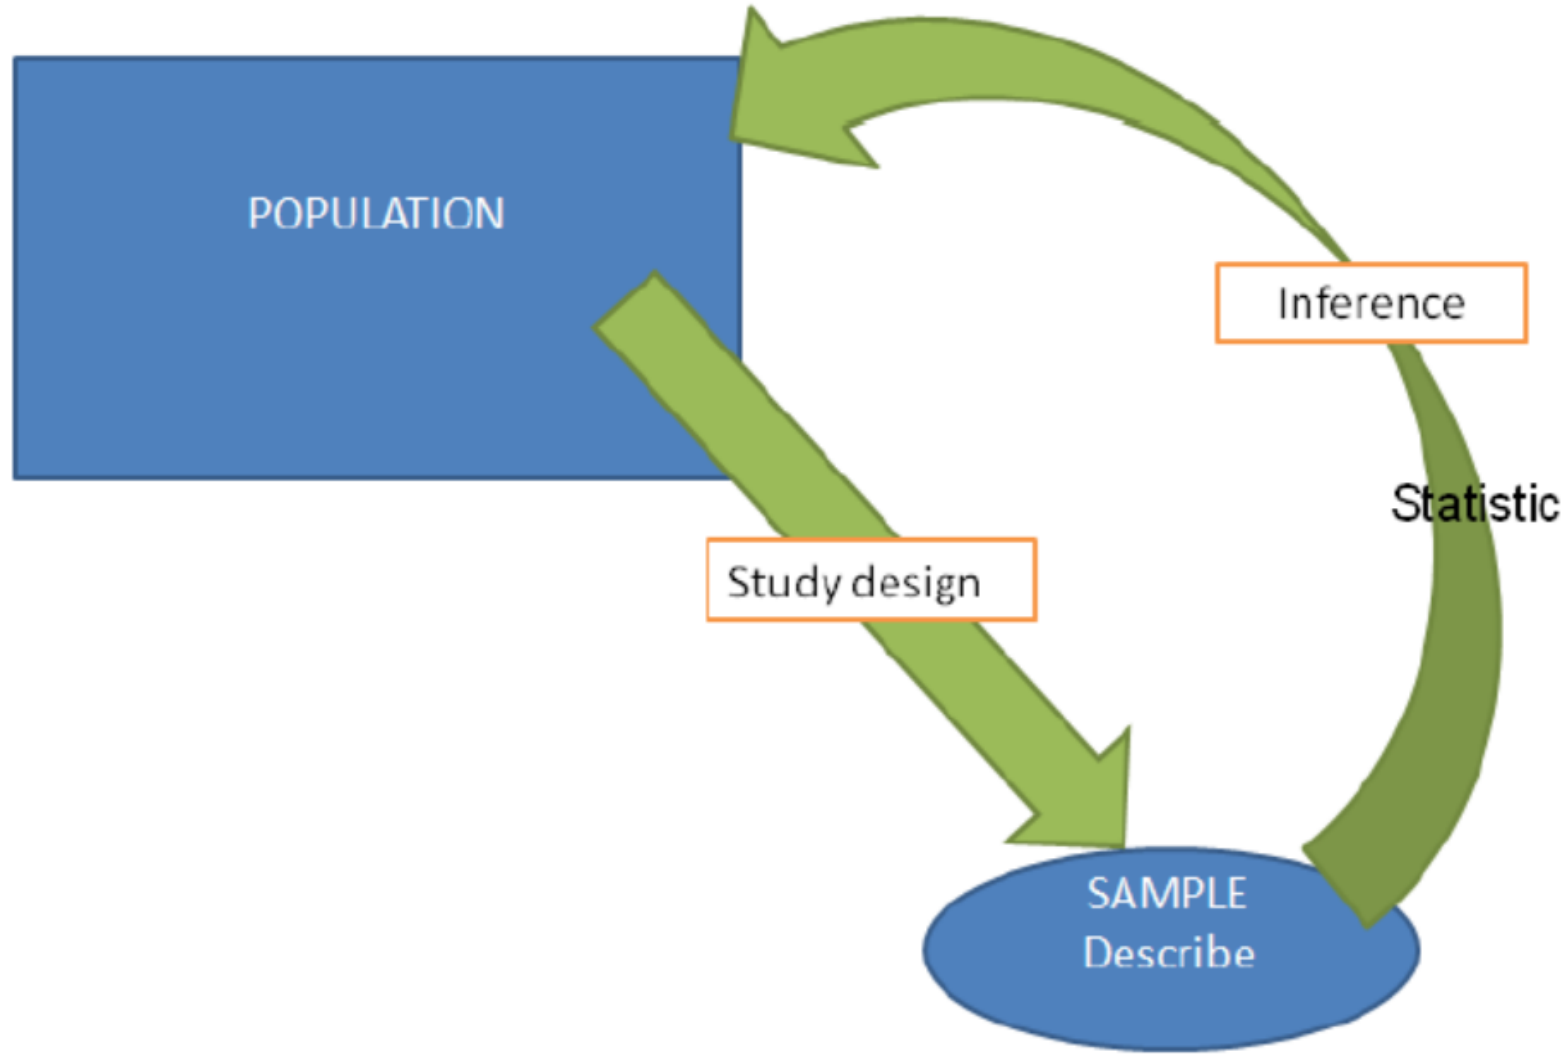 POPULATION
Inference
Statistic
Study design
SAMPLE
Describe